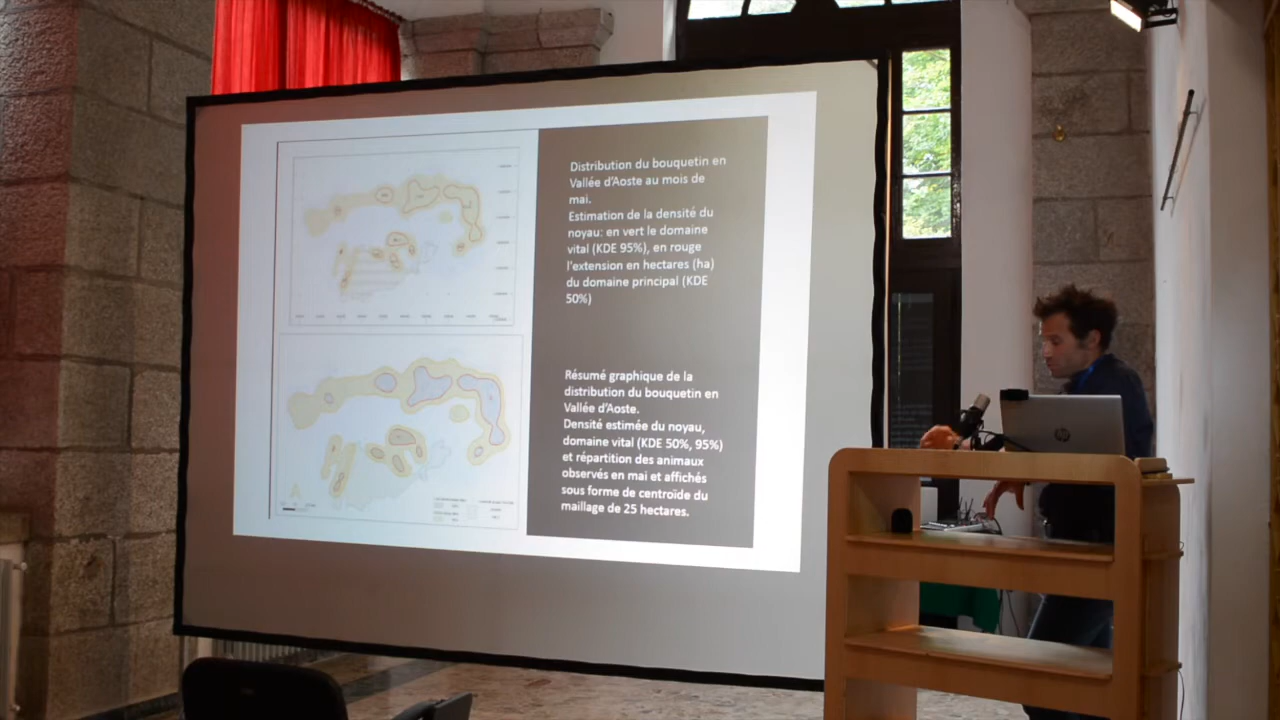 Distribution du bouquetin en
Vallée d'Aoste au mois de
mai.
Estimation de la densité du
noyau: en vert le domaine
vital (KDE 95%), en rouge
l'extension en hectares (ha)
du domaine principal (KDE
50%)
Résumé graphique de la
distribution du bouquetin en
Vallée d'Aoste.
Densité estimée du noyau,
domaine vital (KDE 50%, 95%)
et répartition des animaux
observés en mai et affichés
sous forme de centroïde du
maillage de 25 hectares.
hp